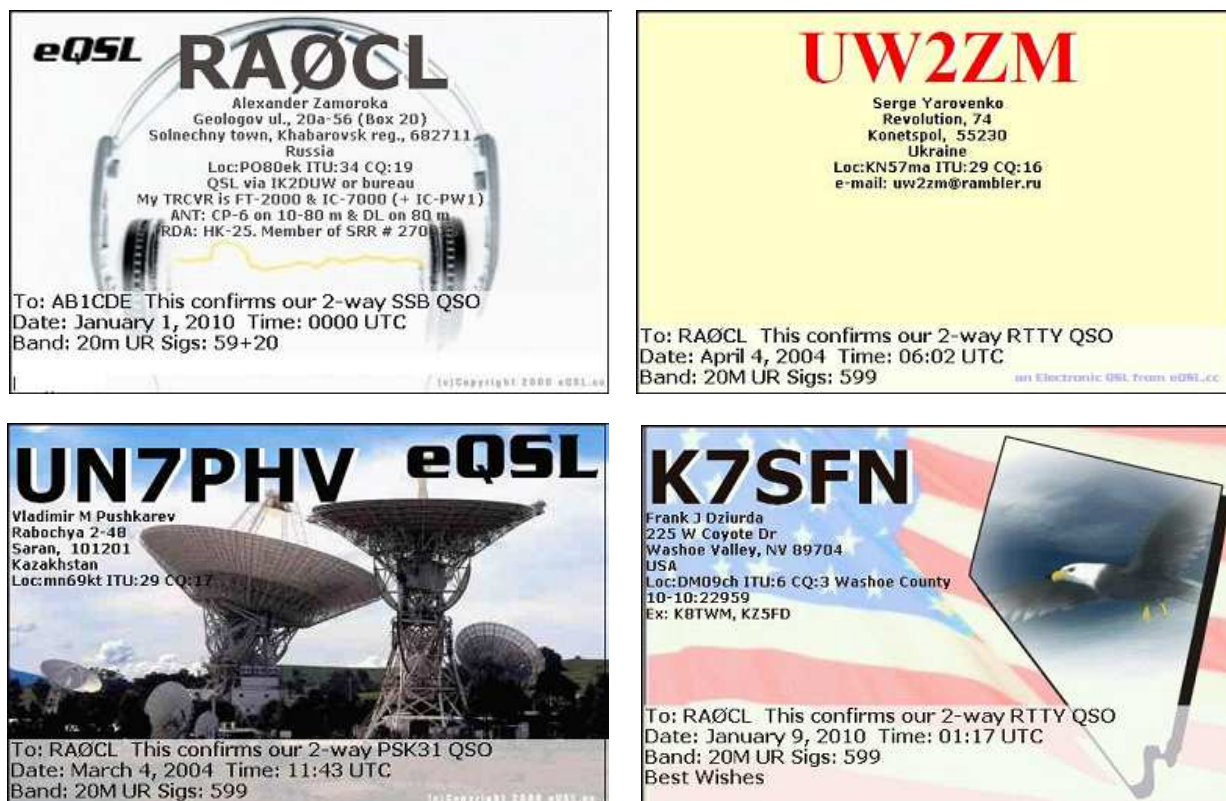 eQSL RAØCL
Alexander Zamoroka
Geologov ul., 20a-56 (Box 20)
Solnechny town, Khabarovsk reg., 682711
Russia
Loc:PO80ek ITU:34 CQ:19
QSL via IK2DUW or bureau
My TRCVR is FT-2000 & IC-7000 (+ IC-PW1)
ANT: CP-6 on 10-80 m & DL on 80 m
RDA: HK-25. Member of SRR # 270
To: AB1CDE This confirms our 2-way SSB QSO
Date: January 1, 2010 Time: 0000 UTC
Band: 20m UR Sigs: 59+20
(c)Copyright 2000 eQSL.cc
UW2ZM
Serge Yarovenko
Revolution, 74
Konetspol, 55230
Ukraine
Loc:KN57ma ITU:29 CQ:16
e-mail: uw2zm@rambler.ru
To: RAØCL This confirms our 2-way RTTY QSO
Date: April 4, 2004 Time: 06:02 UTC
Band: 20M UR Sigs: 599
an Electronic QSL from eQSL.cc
UN7PHV eQSL
Vladimir M Pushkarev
Rabochya 2-48
Saran, 101201
Kazakhstan
Loc:mn69kt ITU:29 CQ:17
To: RAØCL This confirms our 2-way PSK31 QSO
Date: March 4, 2004 Time: 11:43 UTC
Band: 20M UR Sigs: 599
(c)Copyright 2000 eQSL.cc
K7SFN
Frank J Dziurda
225 W Coyote Dr
Washoe Valley, NV 89704
USA
Loc:DM09ch ITU:6 CQ:3 Washoe County
10-10:22959
Ex: K8TWM, KZ5FD
To: RAØCL This confirms our 2-way RTTY QSO
Date: January 9, 2010 Time: 01:17 UTC
Band: 20M UR Sigs: 599
Best Wishes